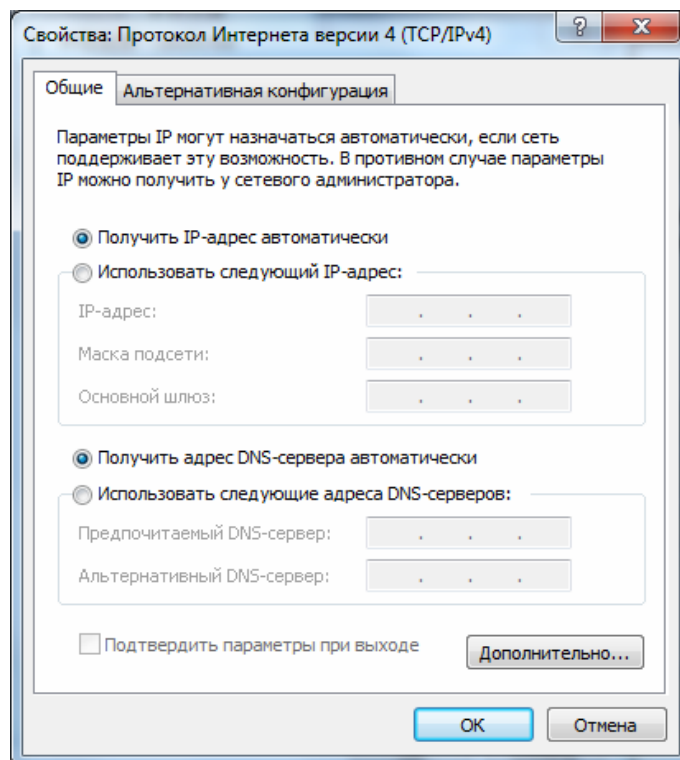 Свойства: Протокол Интернета версии 4 (TCP/IPv4)
Общие
Альтернативная конфигурация
Параметры IP могут назначаться автоматически, если сеть
поддерживает эту возможность. В противном случае параметры
IP можно получить у сетевого администратора.
Получить IP-адрес автоматически
Использовать следующий IP-адрес:
IP-адрес:
Маска подсети:
Основной шлюз:
Получить адрес DNS-сервера автоматически
Использовать следующие адреса DNS-серверов:
Предпочитаемый DNS-сервер:
Альтернативный DNS-сервер:
Подтвердить параметры при выходе
Дополнительно...
ОК
Отмена